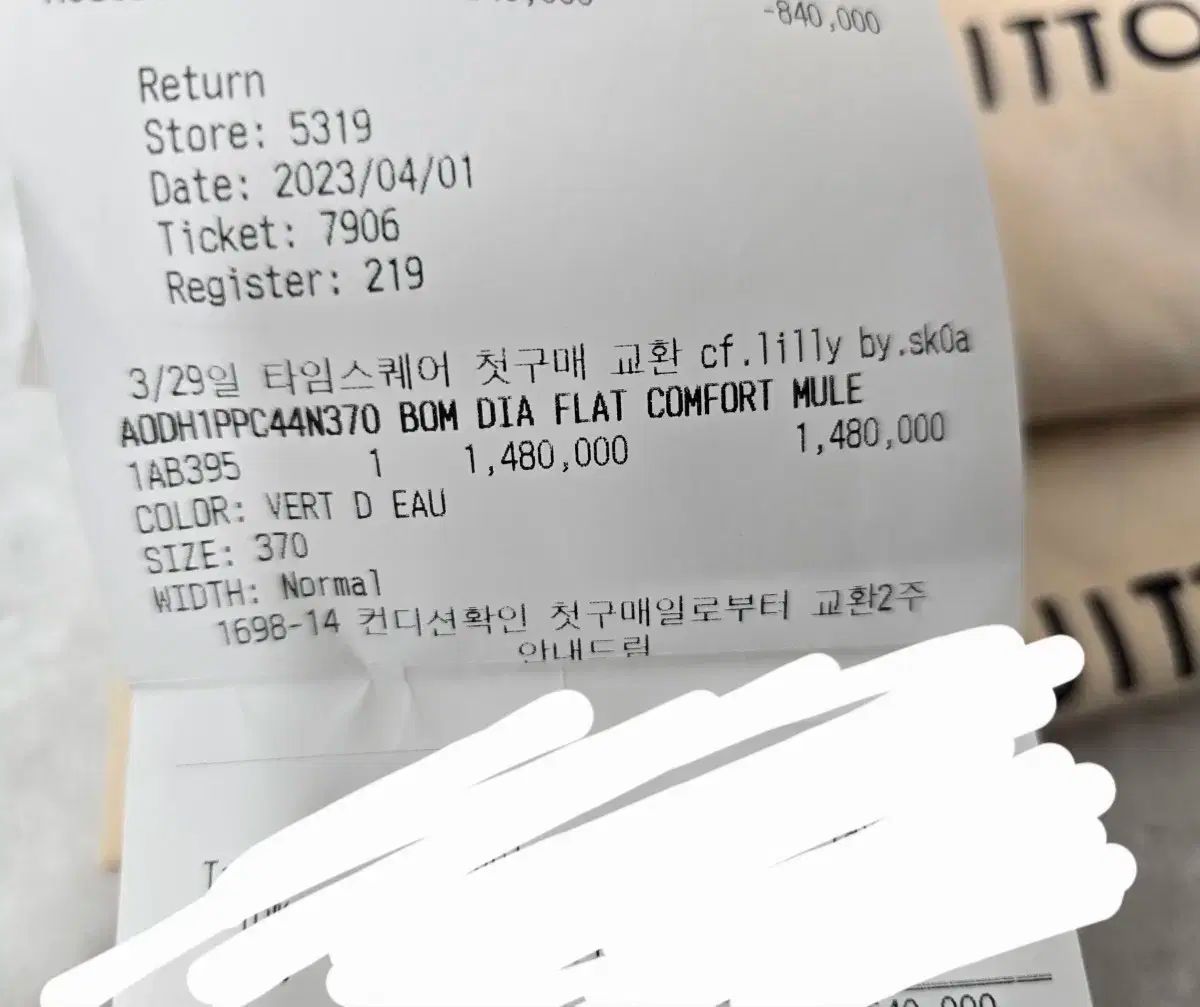 -840,000
Return
Store: 5319
Date: 2023/04/01
Ticket: 7906
Register: 219
3/29일 타임스퀘어 첫구매 교환 cf.lilly by.sk0a
AODH1PPC44N370 BOM DIA FLAT COMFORT MULE
1AB395 1 1,480,000 1,480,000
COLOR: VERT D EAU
SIZE: 370
WIDTH: Normal
1698-14 컨디션확인 첫구매일로부터 교환2주
안내드림
ITTO
UITT